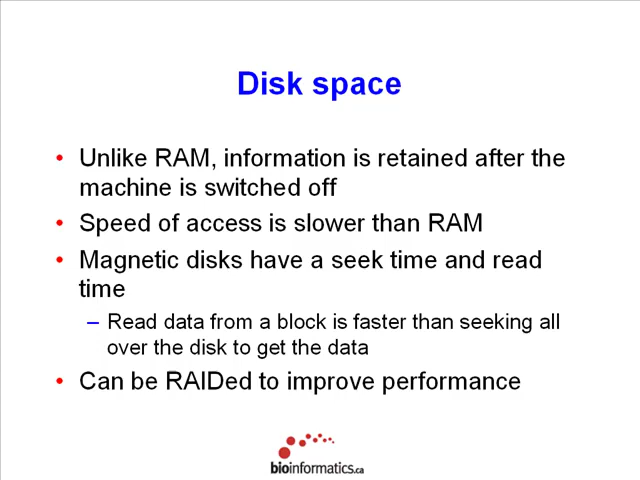 Disk space
• Unlike RAM, information is retained after the
machine is switched off
• Speed of access is slower than RAM
• Magnetic disks have a seek time and read
time
– Read data from a block is faster than seeking all
over the disk to get the data
• Can be RAIDed to improve performance
bioinformatics.ca